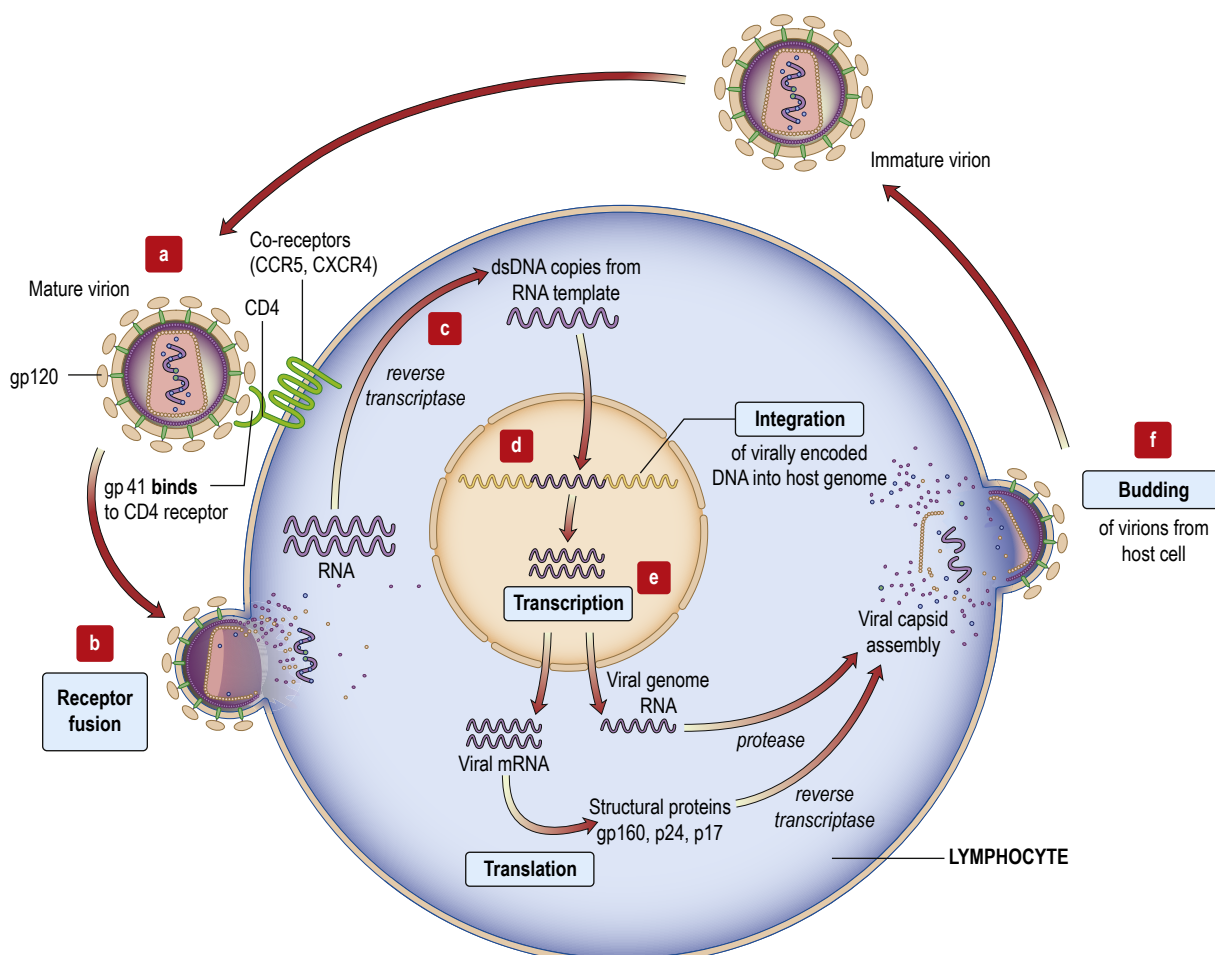 Immature virion
a
Co-receptors
(CCR5, CXCR4)
Mature virion
CD4
gp120
gp 41 binds
to CD4 receptor
b
Receptor
fusion
c
reverse
transcriptase
RNA
dsDNA copies from
RNA template
d
Integration
of virally encoded
DNA into host genome
e
Transcription
Viral genome
RNA
Viral mRNA
protease
Structural proteins
gp160, p24, p17
reverse
transcriptase
Translation
Viral capsid
assembly
f
Budding
of virions from
host cell
LYMPHOCYTE